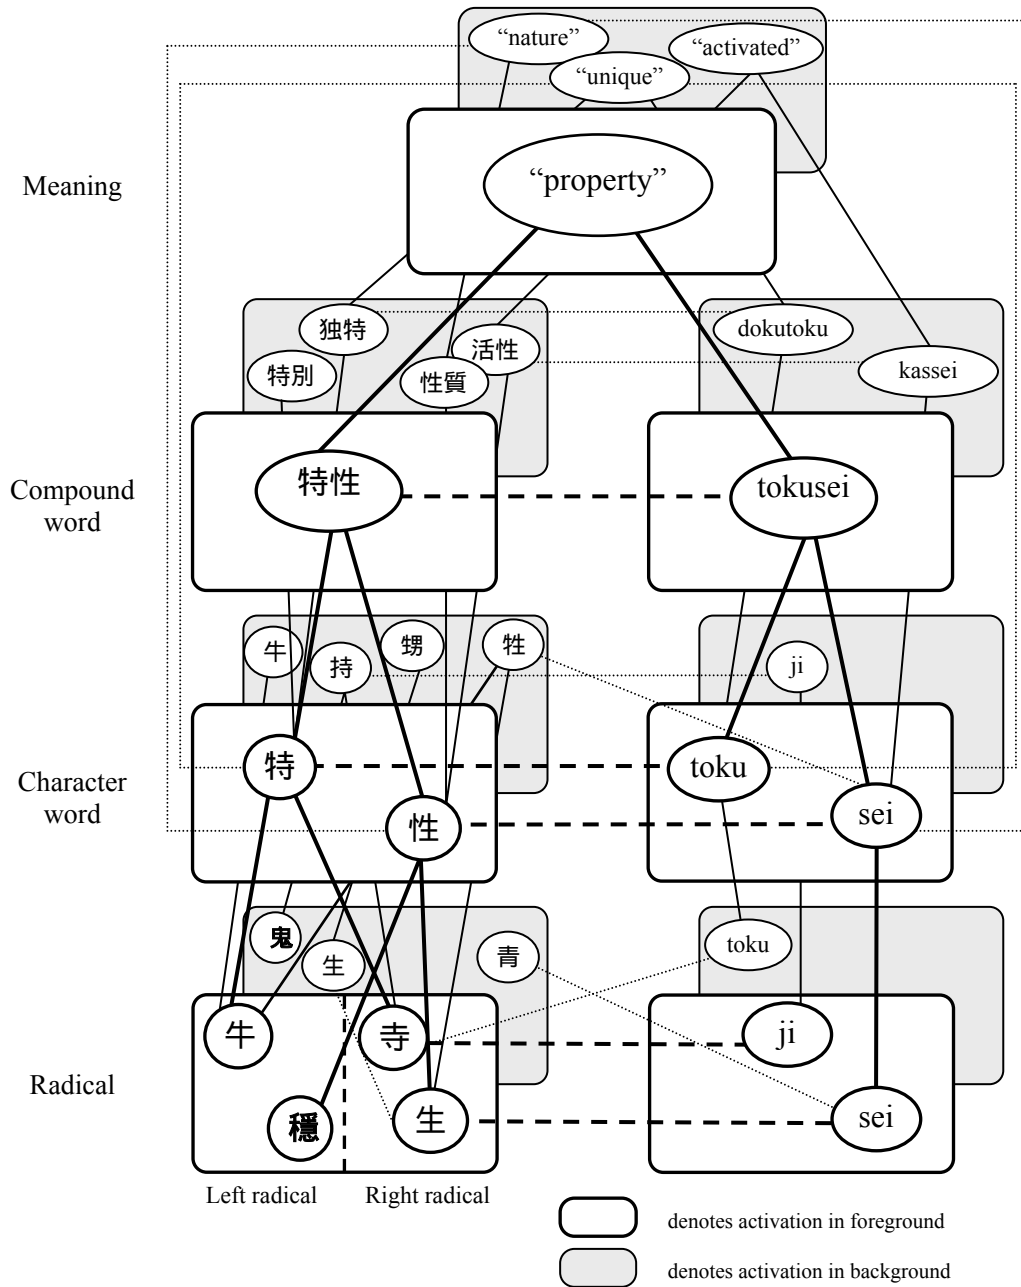 “nature”
“activated”
“unique”
Meaning
“property”
独特
dokutoku
活性
特別
性質
kassei
Compound
word
特性
tokusei
牛
持
甥
牲
ji
Character
word
特
toku
性
sei
鬼
生
青
toku
Radical
牛
寺
ji
穩
生
sei
Left radical
Right radical
denotes activation in foreground
denotes activation in background